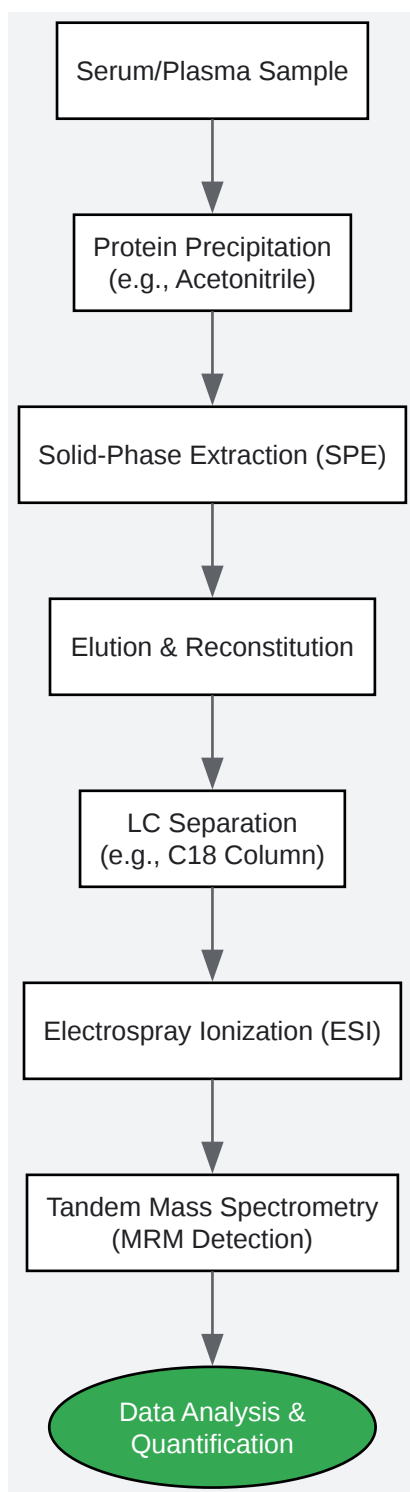 Serum/Plasma Sample
Protein Precipitation
(e.g., Acetonitrile)
Solid-Phase Extraction (SPE)
Elution & Reconstitution
LC Separation
(e.g., C18 Column)
Electrospray Ionization (ESI)
Tandem Mass Spectrometry
(MRM Detection)
Data Analysis &
Quantification